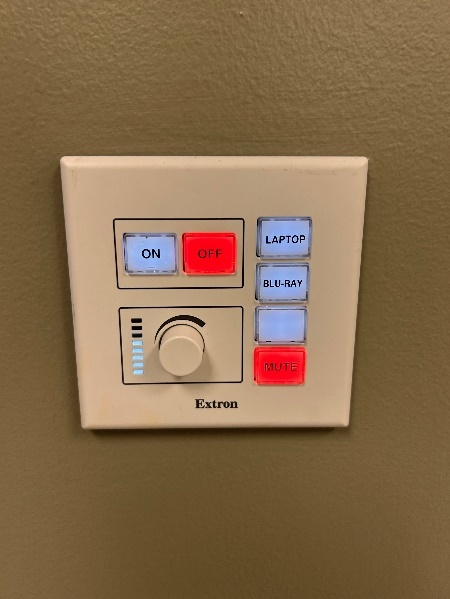 ON
OFF
LAPTOP
BLU-RAY
MUTE
Extron